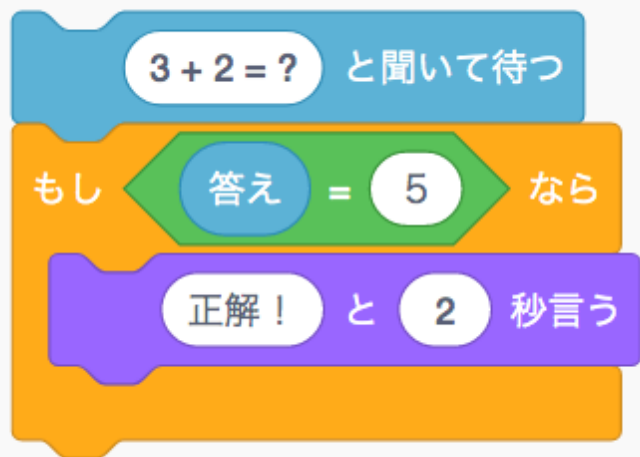 3 + 2 = ? と聞いて待つ
もし 答え = 5 なら
正解！ と 2 秒言う